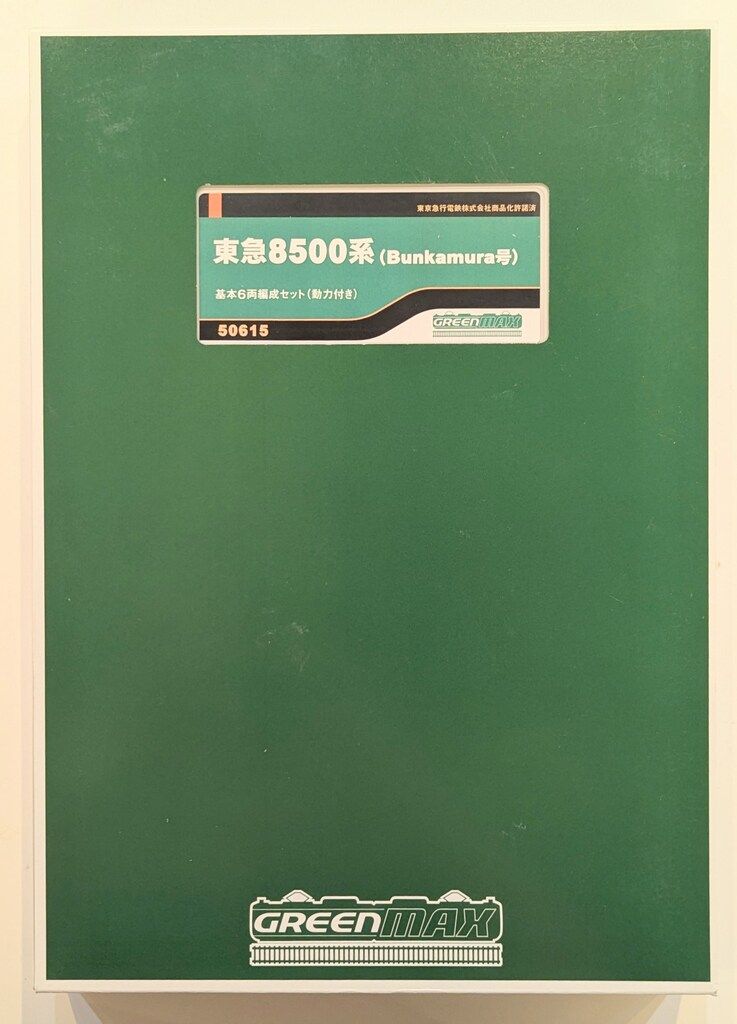 東京急行電鉄株式会社商品化許諾済
東急8500系(Bunkamura号)
基本6両編成セット(動力付き)
50615
GREENMAX
GREENMAX